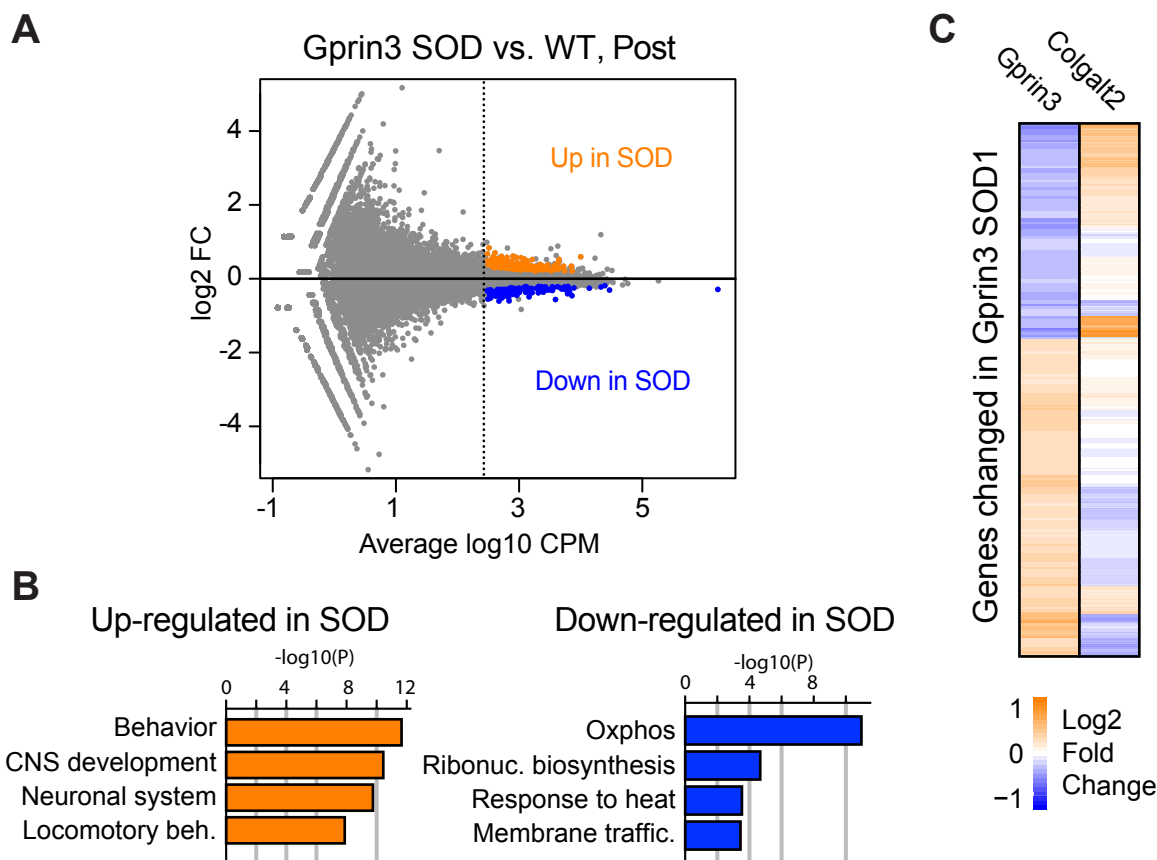 A
Gprin3 SOD vs. WT, Post
log2 FC
4
2
0
-2
-4
Up in SOD
Down in SOD
-1 1 3 5
Average log10 CPM
B
Up-regulated in SOD
-log10(P)
0 4 8 12
Behavior
CNS development
Neuronal system
Locomotory beh.
Down-regulated in SOD
-log10(P)
0 4 8
Oxphos
Ribonuc. biosynthesis
Response to heat
Membrane traffic.
C
Gprin3
Colgalt2
Genes changed in Gprin3 SOD1
1
0
−1
Log2
Fold
Change